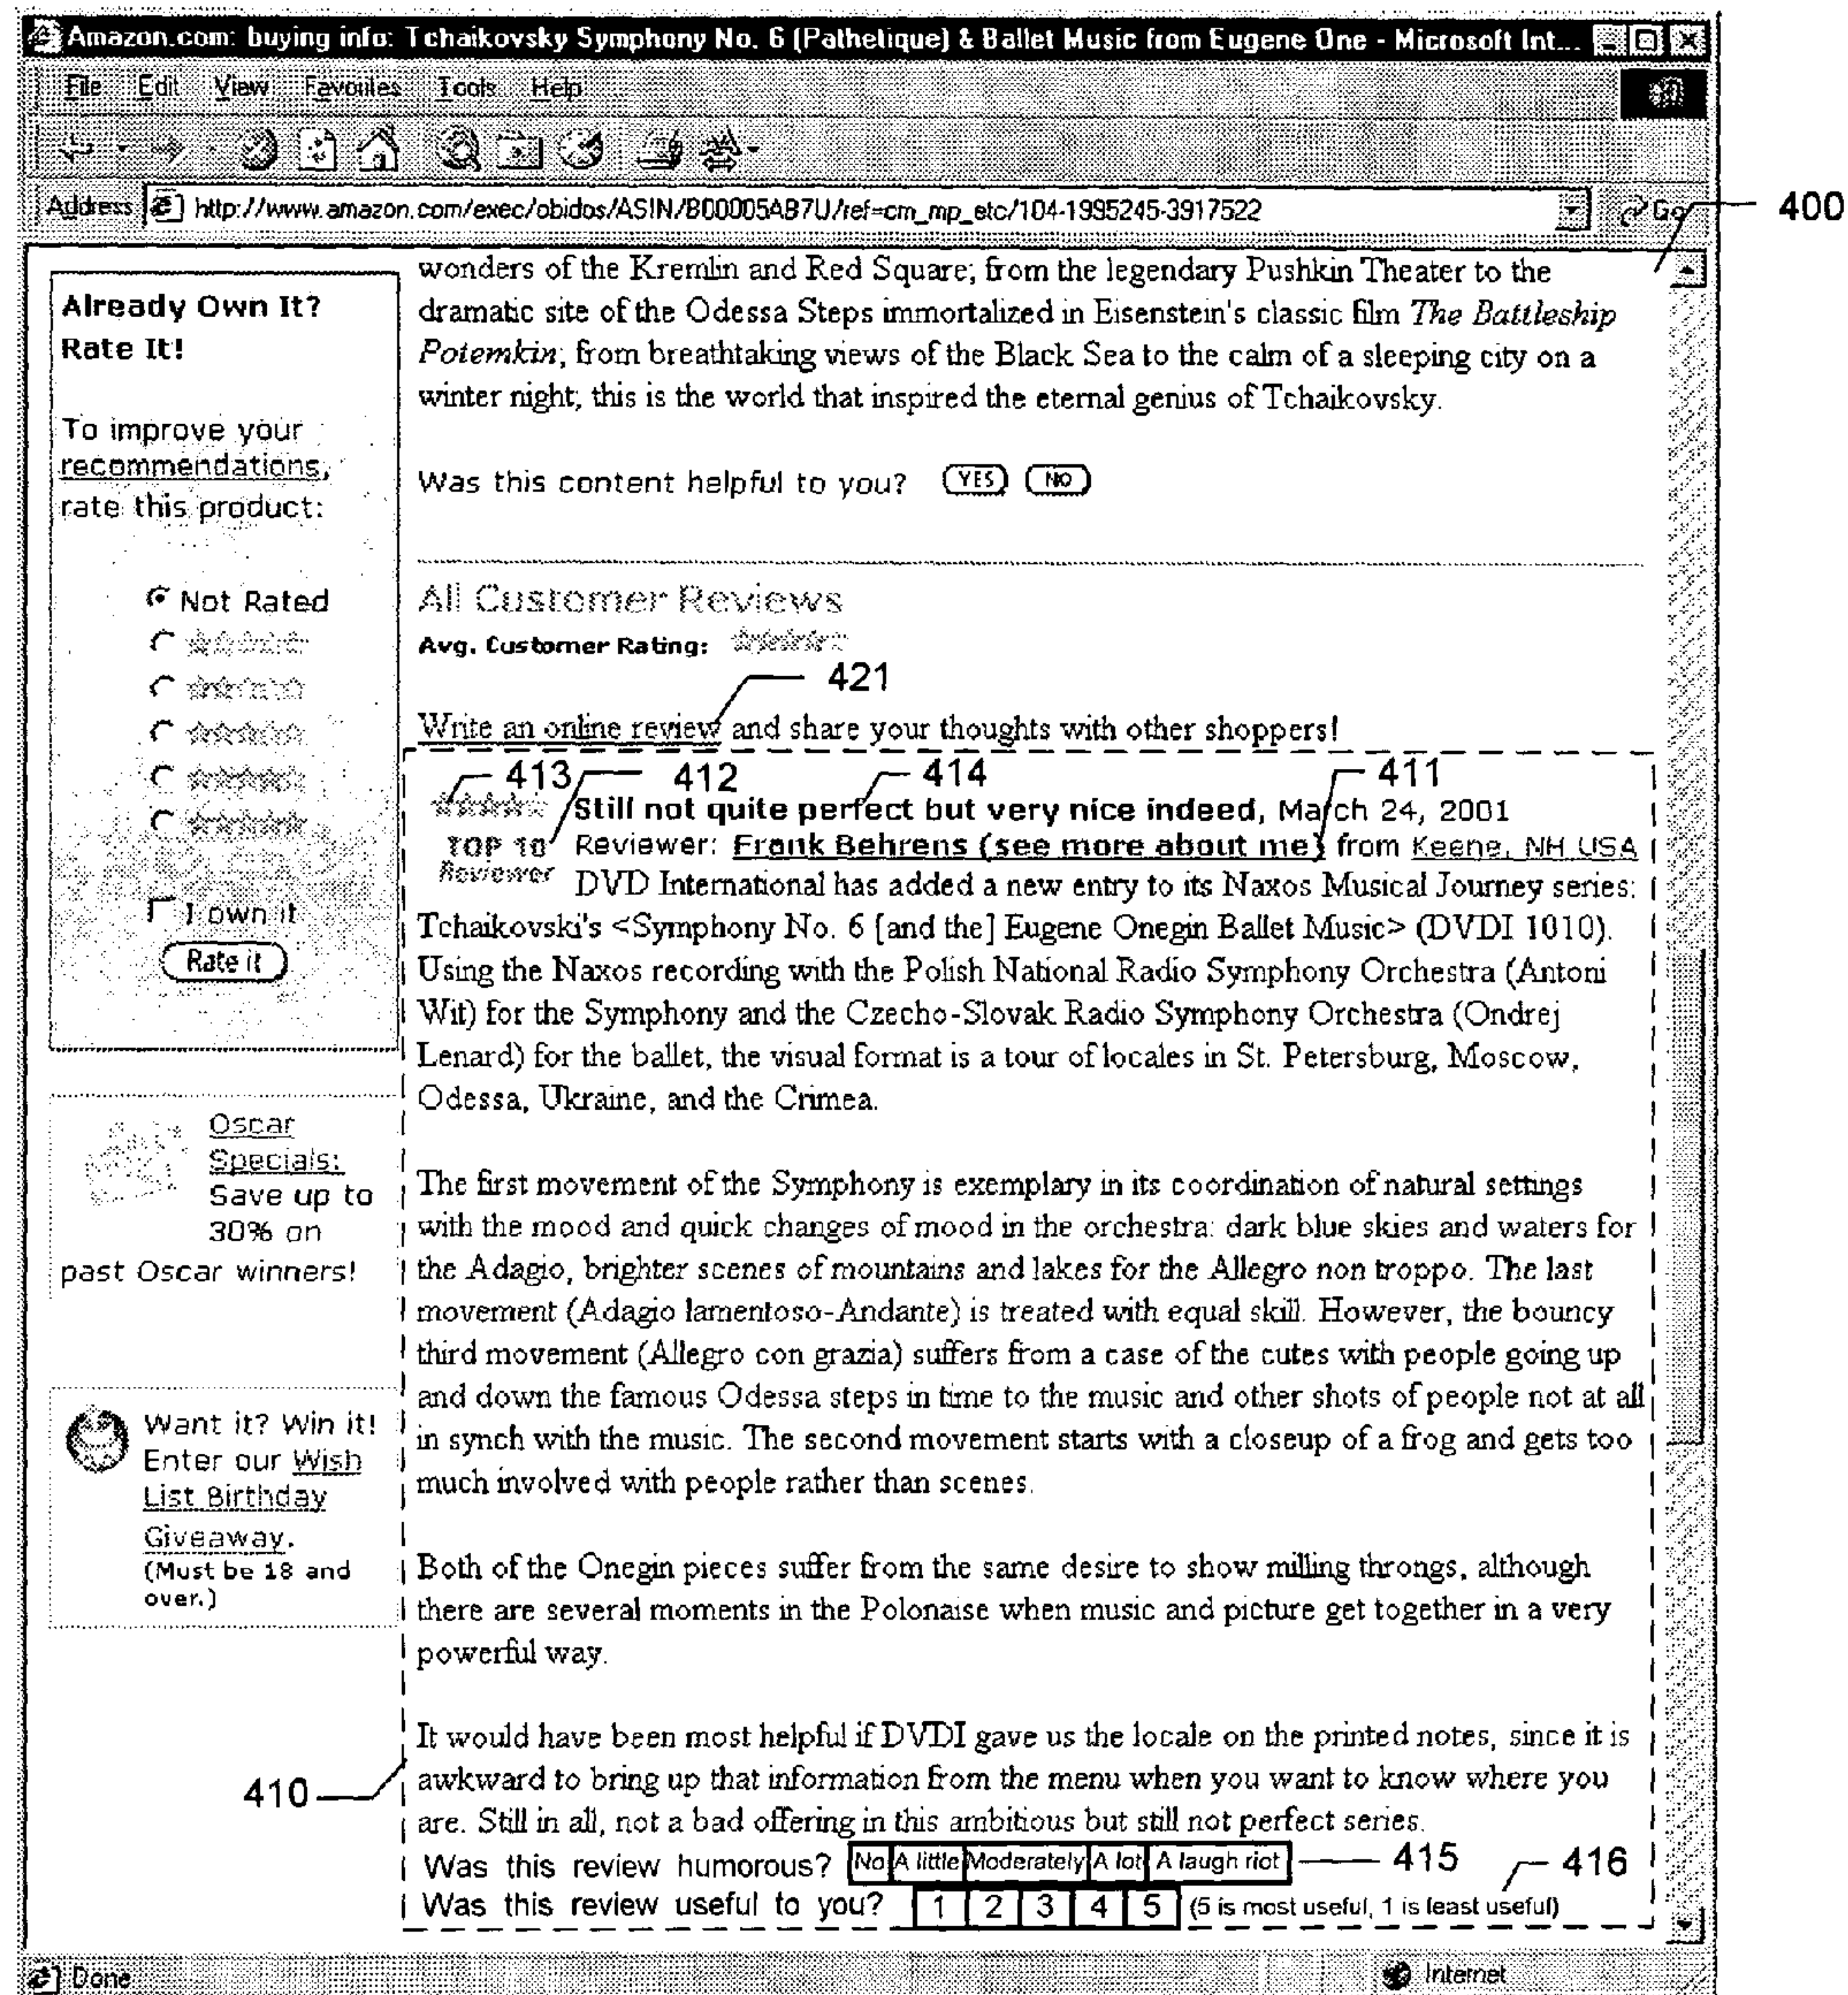 Amazon.com: buying info: Tchaikovsky Symphony No. 6 (Pathetique) & Ballet Music from Eugene One - Microsoft Int...
File Edit View Favorites Tools Help
Address http://www.amazon.com/exec/obidos/ASIN/B00005AB7U/ref=cm_mp_etc/104-1995245-3917522 Go
400
Already Own It?
Rate It!
To improve your
recommendations,
rate this product:
Not Rated
I own it
Rate it
Oscar
Specials:
Save up to
30% on
past Oscar winners!
Want it? Win it!
Enter our Wish
List Birthday
Giveaway.
(Must be 18 and
over.)
wonders of the Kremlin and Red Square; from the legendary Pushkin Theater to the
dramatic site of the Odessa Steps immortalized in Eisenstein's classic film The Battleship
Potemkin; from breathtaking views of the Black Sea to the calm of a sleeping city on a
winter night; this is the world that inspired the eternal genius of Tchaikovsky.
Was this content helpful to you? YES NO
All Customer Reviews
Avg. Customer Rating:
421
Write an online review and share your thoughts with other shoppers!
413 412 414 411
Still not quite perfect but very nice indeed, March 24, 2001
TOP 10 Reviewer: Frank Behrens (see more about me) from Keene, NH USA
Reviewer DVD International has added a new entry to its Naxos Musical Journey series:
Tchaikovski's <Symphony No. 6 [and the] Eugene Onegin Ballet Music> (DVDI 1010).
Using the Naxos recording with the Polish National Radio Symphony Orchestra (Antoni
Wit) for the Symphony and the Czecho-Slovak Radio Symphony Orchestra (Ondrej
Lenard) for the ballet, the visual format is a tour of locales in St. Petersburg, Moscow,
Odessa, Ukraine, and the Crimea.
The first movement of the Symphony is exemplary in its coordination of natural settings
with the mood and quick changes of mood in the orchestra: dark blue skies and waters for
the Adagio, brighter scenes of mountains and lakes for the Allegro non troppo. The last
movement (Adagio lamentoso-Andante) is treated with equal skill. However, the bouncy
third movement (Allegro con grazia) suffers from a case of the cutes with people going up
and down the famous Odessa steps in time to the music and other shots of people not at all
in synch with the music. The second movement starts with a closeup of a frog and gets too
much involved with people rather than scenes.
Both of the Onegin pieces suffer from the same desire to show milling throngs, although
there are several moments in the Polonaise when music and picture get together in a very
powerful way.
It would have been most helpful if DVDI gave us the locale on the printed notes, since it is
410
awkward to bring up that information from the menu when you want to know where you
are. Still in all, not a bad offering in this ambitious but still not perfect series.
Was this review humorous? No A little Moderately A lot A laugh riot 415 416
Was this review useful to you? 1 2 3 4 5 (5 is most useful, 1 is least useful)
Done Internet